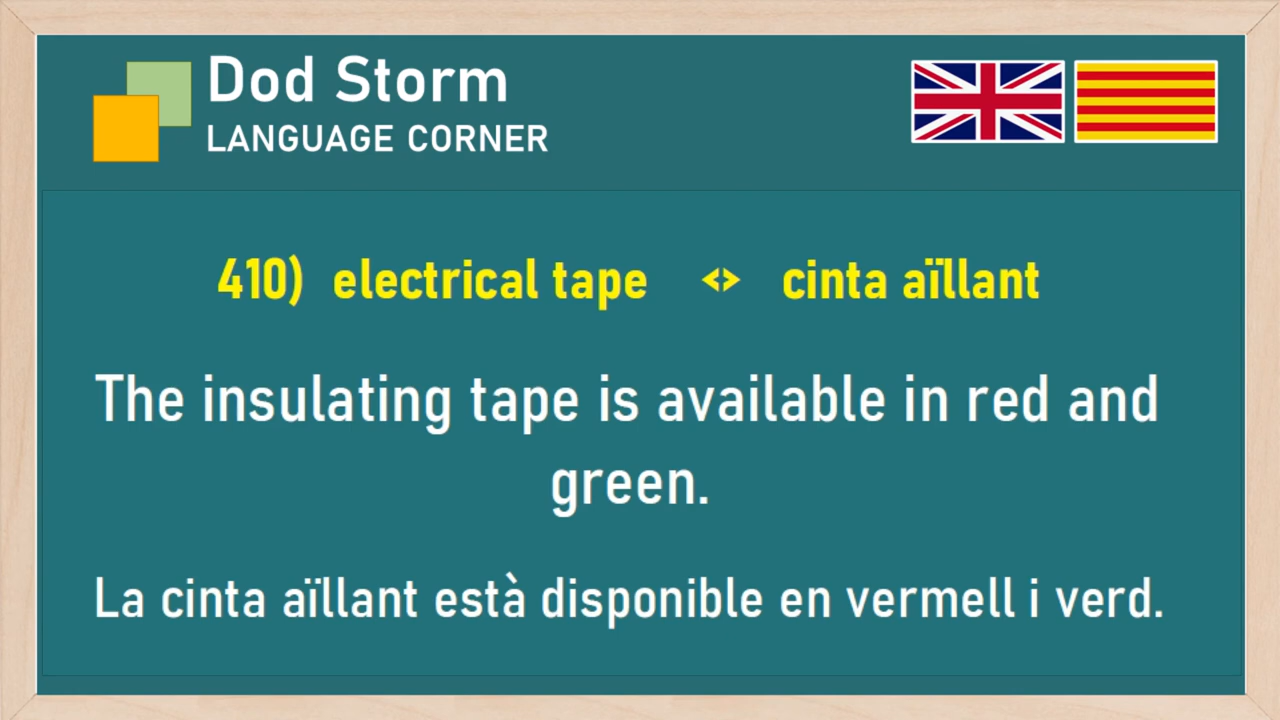 Dod Storm
LANGUAGE CORNER
410) electrical tape <> cinta aïllant
The insulating tape is available in red and
green.
La cinta aïllant està disponible en vermell i verd.